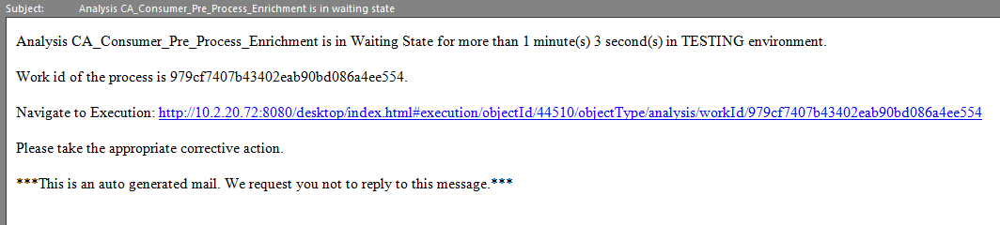 Subject: Analysis CA_Consumer_Pre_Process_Enrichment is in waiting state
Analysis CA_Consumer_Pre_Process_Enrichment is in Waiting State for more than 1 minute(s) 3 second(s) in TESTING environment.
Work id of the process is 979cf7407b43402eab90bd086a4ee554.
Navigate to Execution: http://10.2.20.72:8080/desktop/index.html#execution/objectId/44510/objectType/analysis/workId/979cf7407b43402eab90bd086a4ee554
Please take the appropriate corrective action.
***This is an auto generated mail. We request you not to reply to this message.***